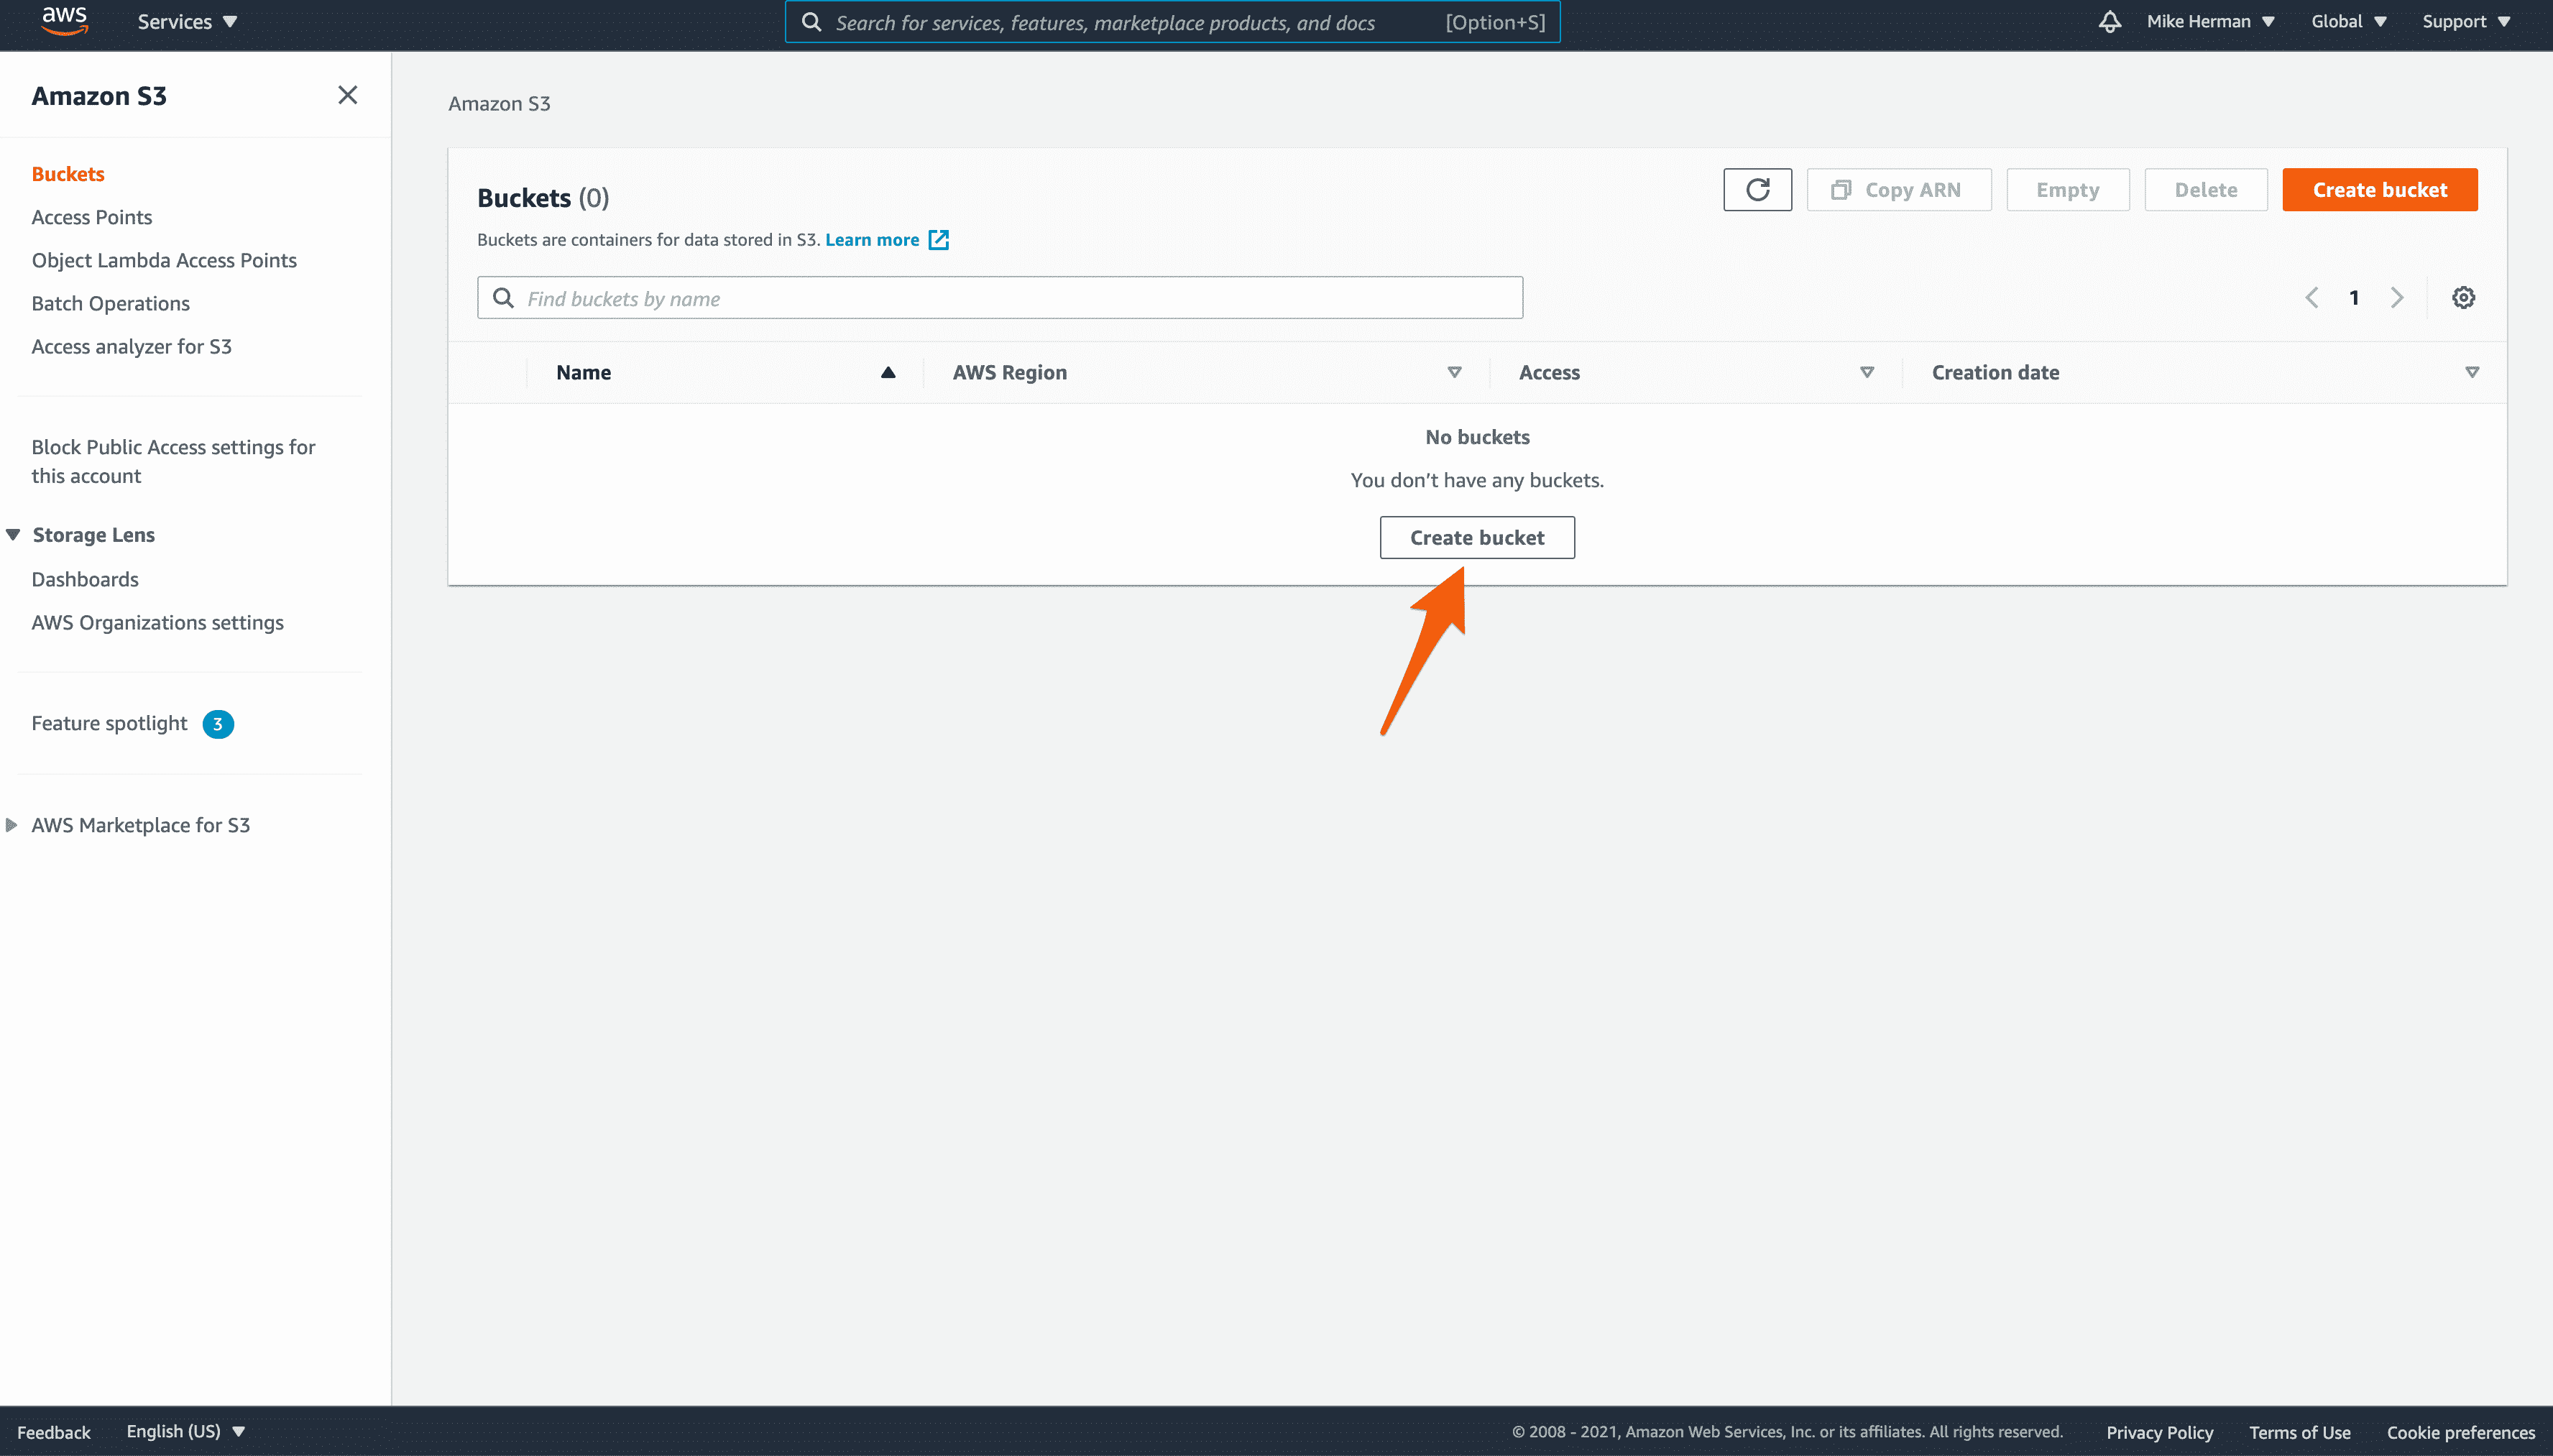 aws Services Search for services, features, marketplace products, and docs [Option+S] Mike Herman Global Support
Amazon S3
Buckets
Access Points
Object Lambda Access Points
Batch Operations
Access analyzer for S3
Block Public Access settings for
this account
Storage Lens
Dashboards
AWS Organizations settings
Feature spotlight 3
AWS Marketplace for S3
Amazon S3
Buckets (0)
Copy ARN Empty Delete Create bucket
Buckets are containers for data stored in S3. Learn more
Find buckets by name
1
Name AWS Region Access Creation date
No buckets
You don't have any buckets.
Create bucket
Feedback English (US) © 2008 - 2021, Amazon Web Services, Inc. or its affiliates. All rights reserved. Privacy Policy Terms of Use Cookie preferences